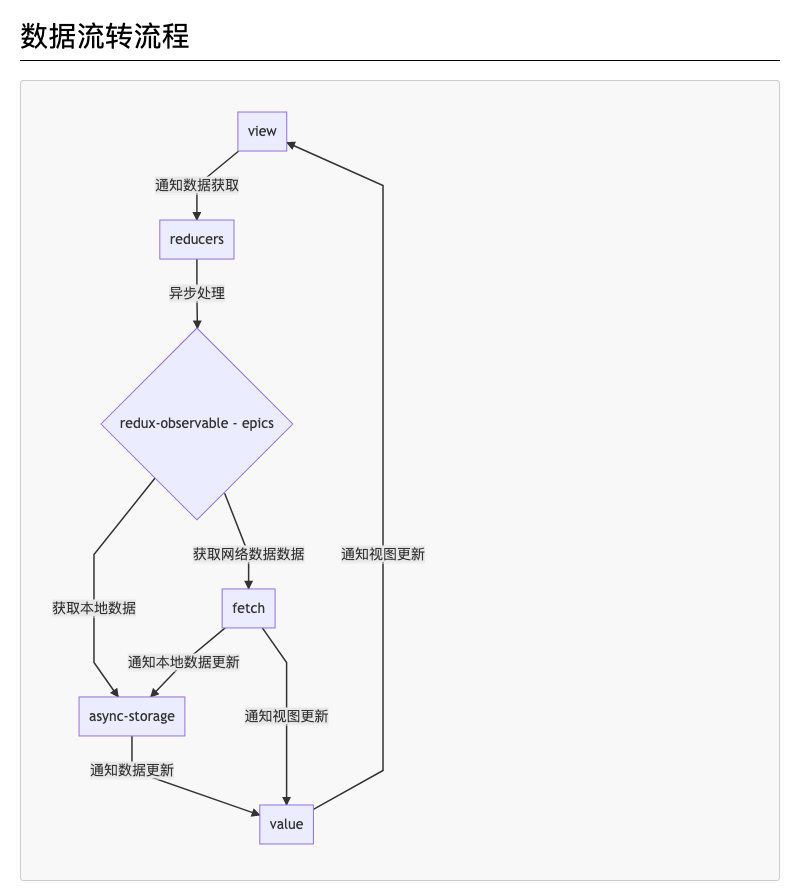 数据流转流程
view
通知数据获取
reducers
异步处理
redux-observable - epics
获取网络数据数据
通知视图更新
获取本地数据
fetch
通知本地数据更新
async-storage
通知视图更新
通知数据更新
value